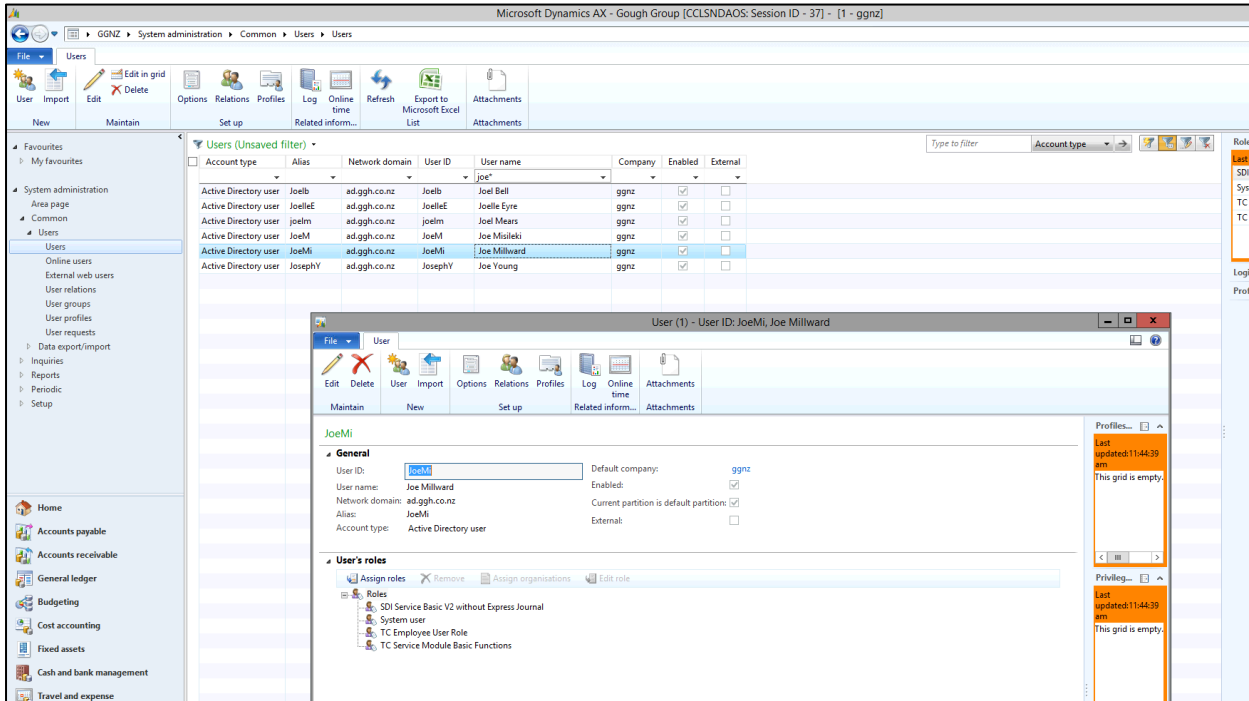 Microsoft Dynamics AX - Gough Group [CCLSNDAOS: Session ID - 37] - [1 - ggnz]
GGNZ System administration Common Users Users
File Users
User Import Edit Edit in grid Delete Options Relations Profiles Log Online time Refresh Export to Microsoft Excel Attachments
New Maintain Set up Related inform... List Attachments
Favourites
My favourites
System administration
Area page
Common
Users
Users
Online users
External web users
User relations
User groups
User profiles
User requests
Data export/import
Inquiries
Reports
Periodic
Setup
Home
Accounts payable
Accounts receivable
General ledger
Budgeting
Cost accounting
Fixed assets
Cash and bank management
Travel and expense
Users (Unsaved filter)
Type to filter Account type
Account type Alias Network domain User ID User name Company Enabled External
joe*
Active Directory user Joelb ad.ggh.co.nz Joelb Joel Bell ggnz
Active Directory user JoelleE ad.ggh.co.nz JoelleE Joelle Eyre ggnz
Active Directory user joelm ad.ggh.co.nz joelm Joel Mears ggnz
Active Directory user JoeM ad.ggh.co.nz JoeM Joe Misileki ggnz
Active Directory user JoeMi ad.ggh.co.nz JoeMi Joe Millward ggnz
Active Directory user JosephY ad.ggh.co.nz JosephY Joe Young ggnz
Role
Last
SDI
Sys
TC
TC
Logi
Prof
User (1) - User ID: JoeMi, Joe Millward
File User
Edit Delete User Import Options Relations Profiles Log Online time Attachments
Maintain New Set up Related inform... Attachments
JoeMi
General
User ID: JoeMi Default company: ggnz
User name: Joe Millward Enabled:
Network domain: ad.ggh.co.nz Current partition is default partition:
Alias: JoeMi External:
Account type: Active Directory user
User's roles
Assign roles Remove Assign organisations Edit role
Roles
SDI Service Basic V2 without Express Journal
System user
TC Employee User Role
TC Service Module Basic Functions
Profiles...
Last
updated:11:44:39
am
This grid is empty.
Privileg...
Last
updated:11:44:39
am
This grid is empty.